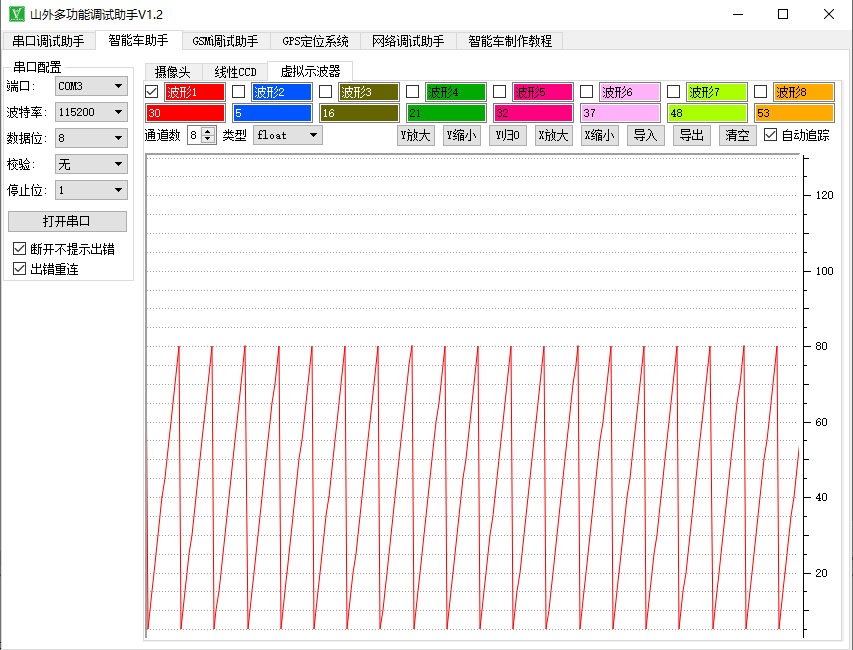 山外多功能调试助手V1.2
串口调试助手 智能车助手 GSM调试助手 GPS定位系统 网络调试助手 智能车制作教程
串口配置
端口: COM3
波特率: 115200
数据位: 8
校验: 无
停止位: 1
打开串口
断开不提示出错
出错重连
摄像头 线性CCD 虚拟示波器
波形1 波形2 波形3 波形4 波形5 波形6 波形7 波形8
30 5 16 21 32 37 48 53
通道数 8 类型 float Y放大 Y缩小 Y归0 X放大 X缩小 导入 导出 清空 自动追踪
120
100
80
60
40
20